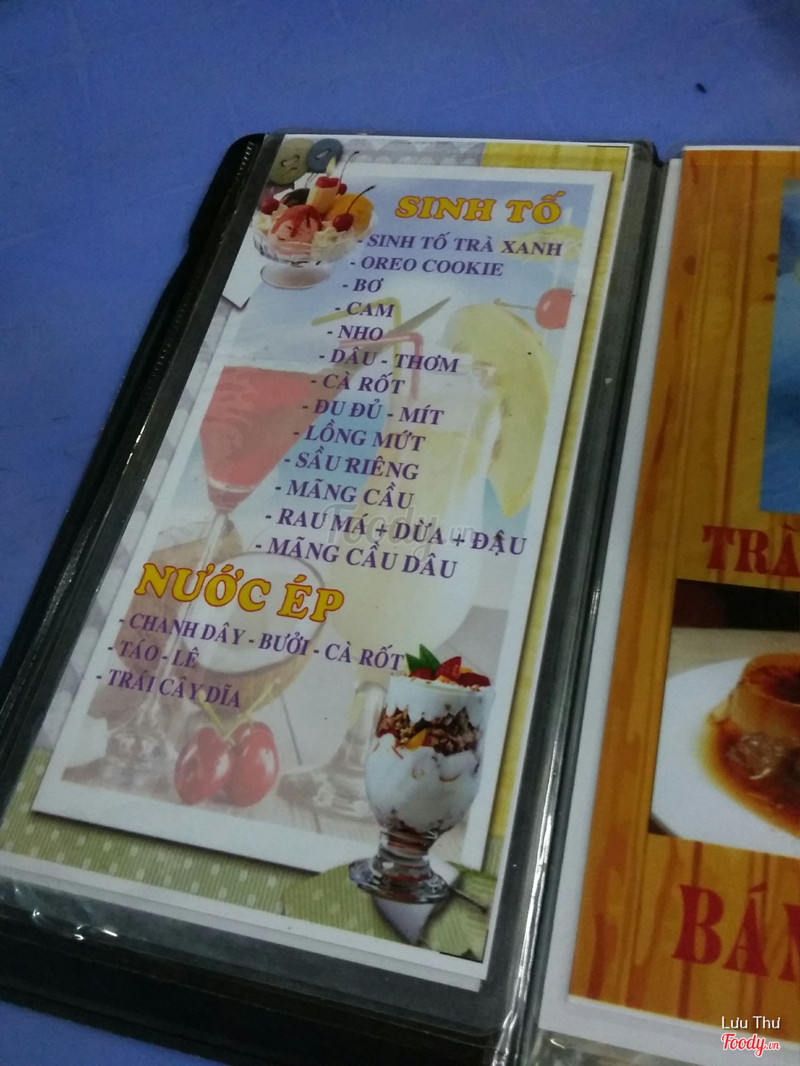 SINH TỐ
- SINH TỐ TRÀ XANH
- OREO COOKIE
- BƠ
- CAM
- NHO
- DÂU - THƠM
- CÀ RỐT
- ĐU ĐỦ - MÍT
- LỒNG MỨT
- SẦU RIÊNG
- MÃNG CẦU
- RAU MÁ + DỪA + ĐẬU
- MÃNG CẦU DÂU
NƯỚC ÉP
- CHANH DÂY - BƯỞI - CÀ RỐT
- TÁO - LÊ
- TRÁI CÂY DĨA
TRÀ
BÁN
Foody.vn
Lưu Thư
Foody.vn